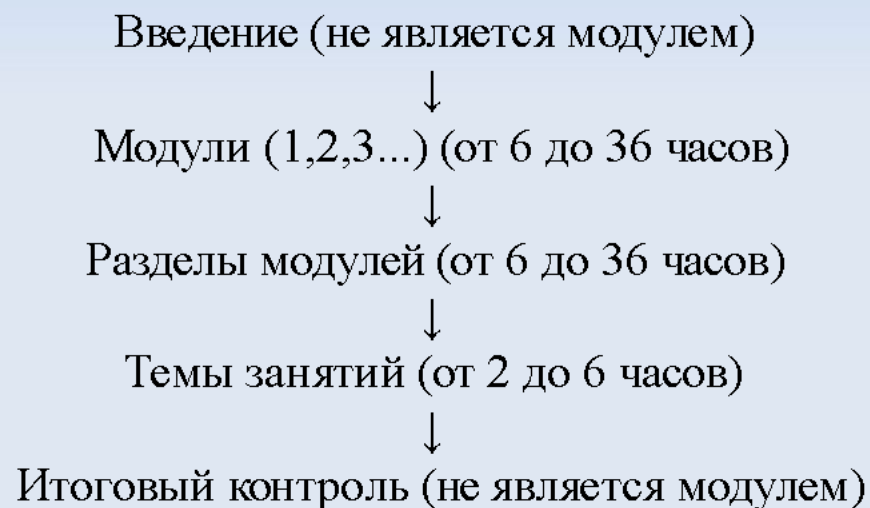 Введение (не является модулем)
↓
Модули (1,2,3...) (от 6 до 36 часов)
↓
Разделы модулей (от 6 до 36 часов)
↓
Темы занятий (от 2 до 6 часов)
↓
Итоговый контроль (не является модулем)